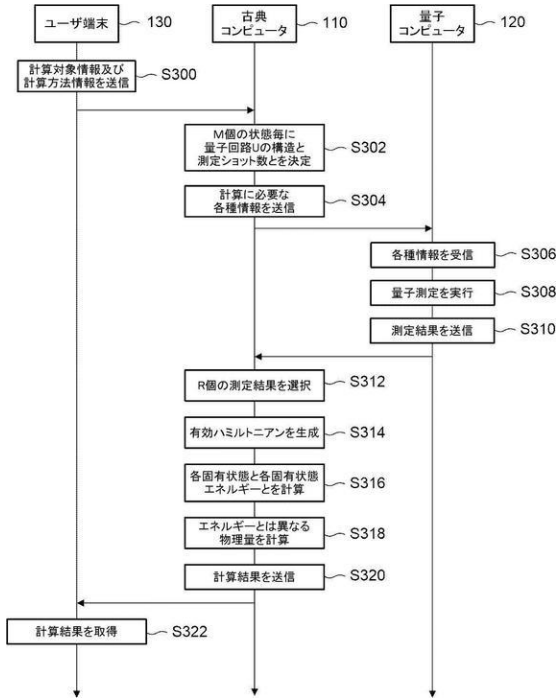 ユーザ端末
130
古典
コンピュータ
110
量子
コンピュータ
120
計算対象情報及び
計算方法情報を送信
S300
M個の状態毎に
量子回路Uの構造と
測定ショット数とを決定
S302
計算に必要な
各種情報を送信
S304
各種情報を受信
S306
量子測定を実行
S308
測定結果を送信
S310
R個の測定結果を選択
S312
有効ハミルトニアンを生成
S314
各固有状態と各固有状態
エネルギーとを計算
S316
エネルギーとは異なる
物理量を計算
S318
計算結果を送信
S320
計算結果を取得
S322